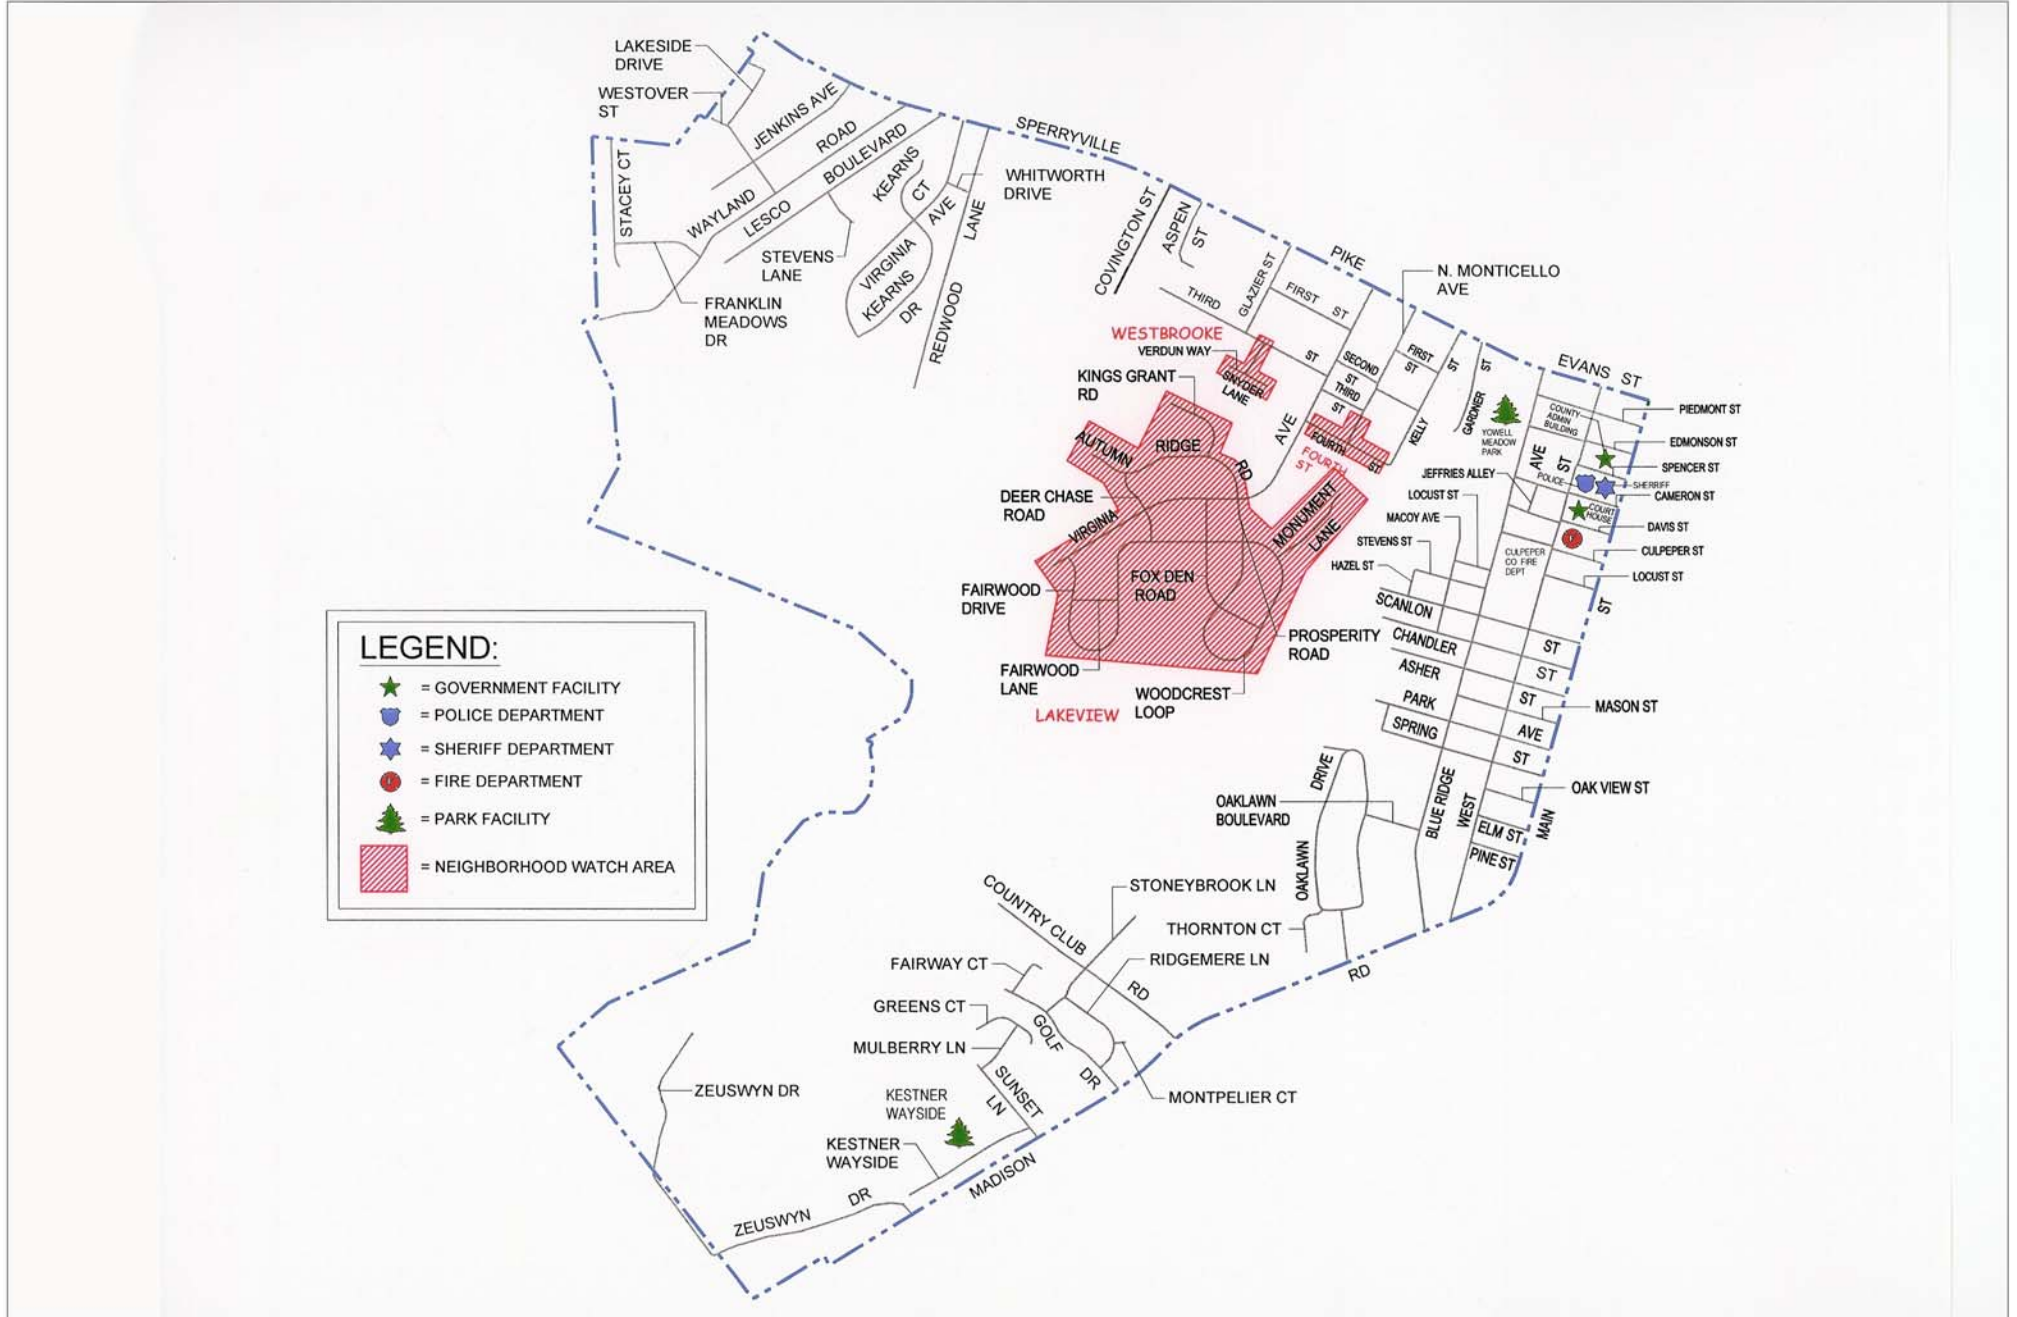 LAKESIDE
DRIVE
WESTOVER
ST
JENKINS AVE
STACEY CT
WAYLAND
ROAD
LESCO
BOULEVARD
KEARNS
CT
STEVENS
LANE
VIRGINIA
AVE
KEARNS
DR
REDWOOD
LANE
WHITWORTH
DRIVE
FRANKLIN
MEADOWS
DR
SPERRYVILLE
PIKE
COVINGTON ST
ASPEN
ST
THIRD
ST
GLAZIER ST
FIRST
ST
N. MONTICELLO
AVE
SECOND
ST
THIRD
ST
FIRST
ST
KELLY
ST
GARDNER
ST
EVANS ST
WESTBROOKE
VERDUN WAY
SNYDER
LANE
KINGS GRANT
RD
AUTUMN
RIDGE
RD
FOURTH
ST
FOURTH
ST
AVE
DEER CHASE
ROAD
VIRGINIA
MONUMENT
LANE
FAIRWOOD
DRIVE
FOX DEN
ROAD
FAIRWOOD
LANE
PROSPERITY
ROAD
WOODCREST
LOOP
LAKEVIEW
YOWELL
MEADOW
PARK
COUNTY
ADMIN
BUILDING
PIEDMONT ST
EDMONSON ST
SPENCER ST
POLICE
SHERRIFF
CAMERON ST
COURT
HOUSE
DAVIS ST
CULPEPER ST
LOCUST ST
AVE
ST
JEFFRIES ALLEY
LOCUST ST
MACOY AVE
STEVENS ST
HAZEL ST
CULPEPER
CO FIRE
DEPT
SCANLON
ST
CHANDLER
ST
ASHER
ST
PARK
AVE
SPRING
ST
MASON ST
OAK VIEW ST
BLUE RIDGE
WEST
ELM ST
PINE ST
MAIN
ST
OAKLAWN
DRIVE
OAKLAWN
BOULEVARD
THORNTON CT
STONEYBROOK LN
COUNTRY CLUB
RD
RIDGEMERE LN
FAIRWAY CT
GREENS CT
GOLF
DR
MULBERRY LN
SUNSET
LN
MONTPELIER CT
KESTNER
WAYSIDE
KESTNER
WAYSIDE
MADISON
RD
ZEUSWYN DR
ZEUSWYN
DR
LEGEND:
= GOVERNMENT FACILITY
= POLICE DEPARTMENT
= SHERIFF DEPARTMENT
= FIRE DEPARTMENT
= PARK FACILITY
= NEIGHBORHOOD WATCH AREA